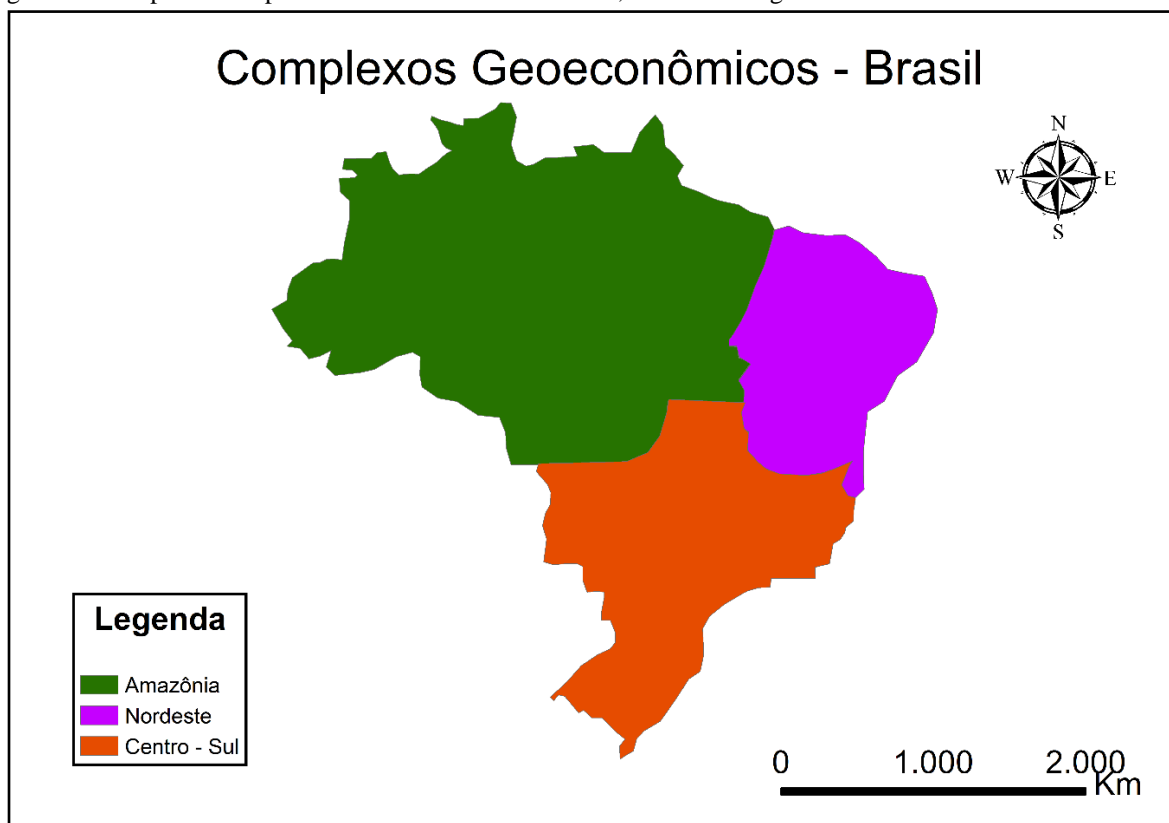 Complexos Geoeconômicos - Brasil
N
W E
S
Legenda
Amazônia
Nordeste
Centro - Sul
0 1.000 2.000
Km